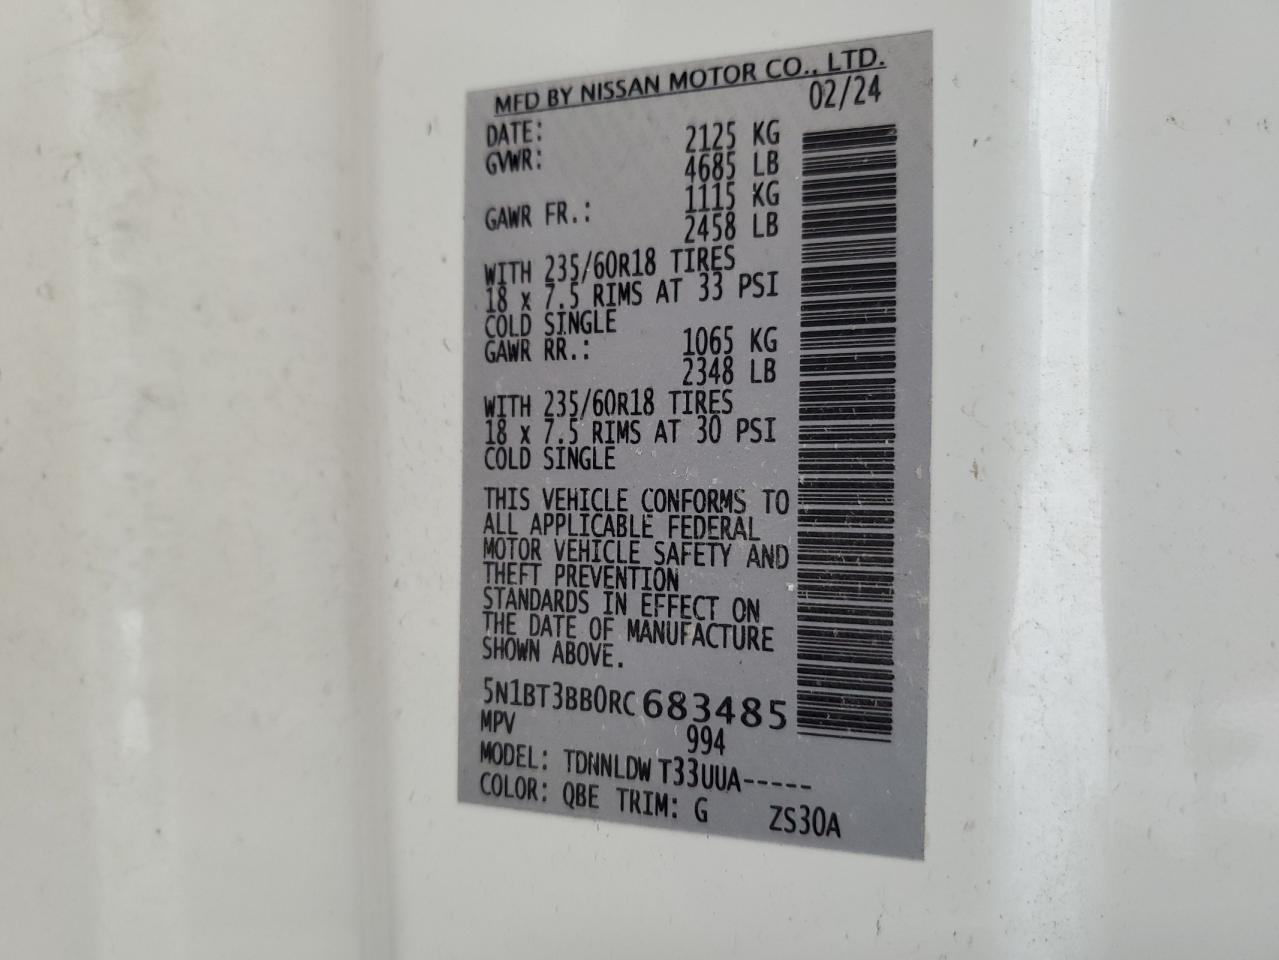 MFD BY NISSAN MOTOR CO., LTD.
DATE: 02/24
GVWR: 2125 KG
4685 LB
GAWR FR.: 1115 KG
2458 LB
WITH 235/60R18 TIRES
18 x 7.5 RIMS AT 33 PSI
COLD SINGLE
GAWR RR.: 1065 KG
2348 LB
WITH 235/60R18 TIRES
18 x 7.5 RIMS AT 30 PSI
COLD SINGLE
THIS VEHICLE CONFORMS TO
ALL APPLICABLE FEDERAL
MOTOR VEHICLE SAFETY AND
THEFT PREVENTION
STANDARDS IN EFFECT ON
THE DATE OF MANUFACTURE
SHOWN ABOVE.
5N1BT3BB0RC683485
MPV 994
MODEL: TDNNLDW T33UUA-----
COLOR: QBE TRIM: G ZS30A